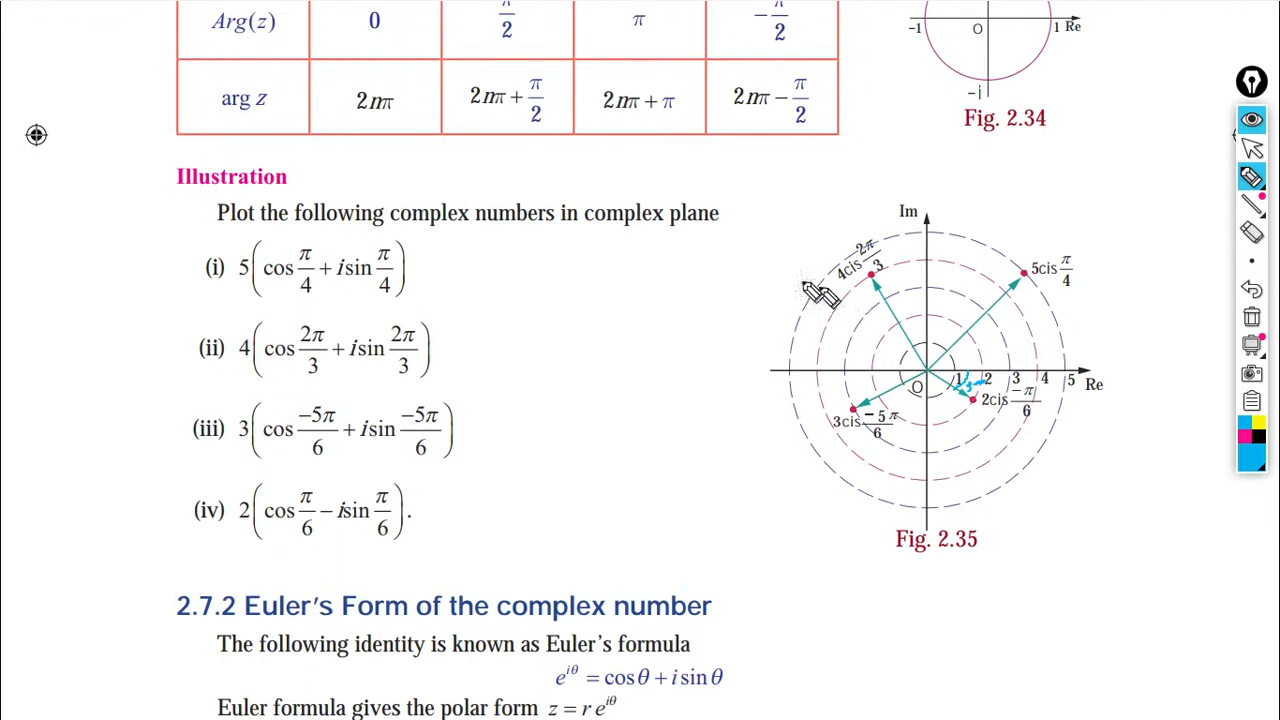 Arg(z) 0 π/2 π −π/2
arg z 2nπ 2nπ + π/2 2nπ + π 2nπ − π/2
−1 O 1 Re
−i
Fig. 2.34
Illustration
Plot the following complex numbers in complex plane
(i) 5(cos π/4 + i sin π/4)
(ii) 4(cos 2π/3 + i sin 2π/3)
(iii) 3(cos −5π/6 + i sin −5π/6)
(iv) 2(cos π/6 − i sin π/6).
Im
4cis 2π/3
5cis π/4
O 1 2 3 4 5 Re
3cis −5π/6
2cis −π/6
Fig. 2.35
2.7.2 Euler's Form of the complex number
The following identity is known as Euler's formula
e^{iθ} = cos θ + i sin θ
Euler formula gives the polar form z = r e^{iθ}